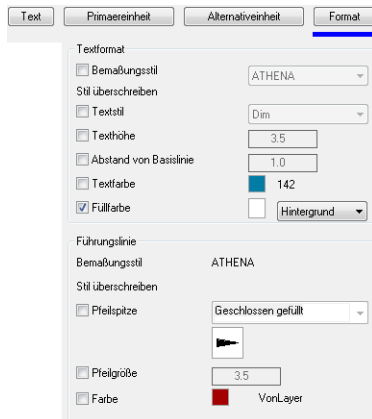 Text Primaereinheit Alternativeinheit Format
Textformat
Bemaßungsstil ATHENA
Stil überschreiben
Textstil Dim
Texthöhe 3.5
Abstand von Basislinie 1.0
Textfarbe 142
Füllfarbe Hintergrund
Führungslinie
Bemaßungsstil ATHENA
Stil überschreiben
Pfeilspitze Geschlossen gefüllt
Pfeilgröße 3.5
Farbe VonLayer